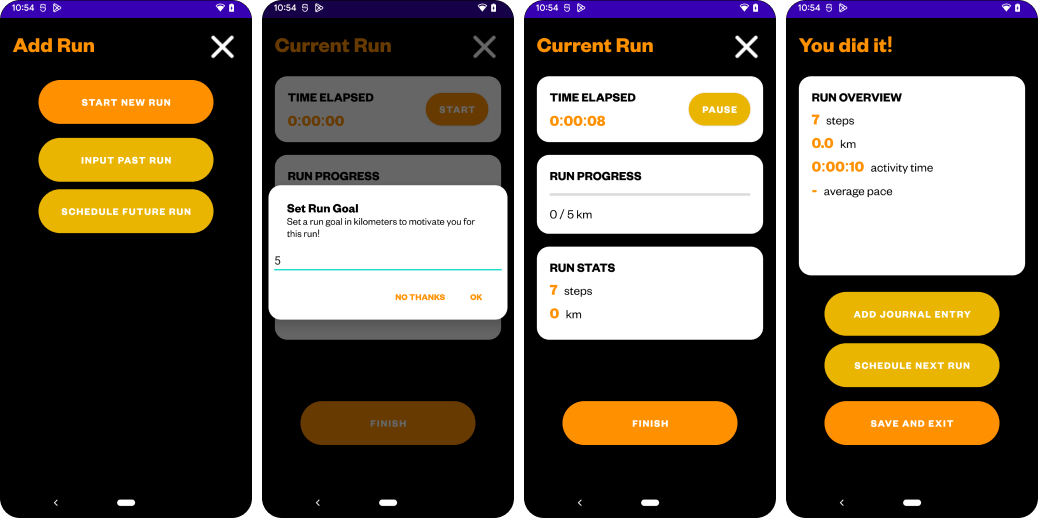 10:54
Add Run
START NEW RUN
INPUT PAST RUN
SCHEDULE FUTURE RUN
10:54
Current Run
TIME ELAPSED
0:00:00
START
RUN PROGRESS
Set Run Goal
Set a run goal in kilometers to motivate you for
this run!
5
NO THANKS OK
FINISH
10:54
Current Run
TIME ELAPSED
0:00:08
PAUSE
RUN PROGRESS
0 / 5 km
RUN STATS
7 steps
0 km
FINISH
10:54
You did it!
RUN OVERVIEW
7 steps
0.0 km
0:00:10 activity time
- average pace
ADD JOURNAL ENTRY
SCHEDULE NEXT RUN
SAVE AND EXIT